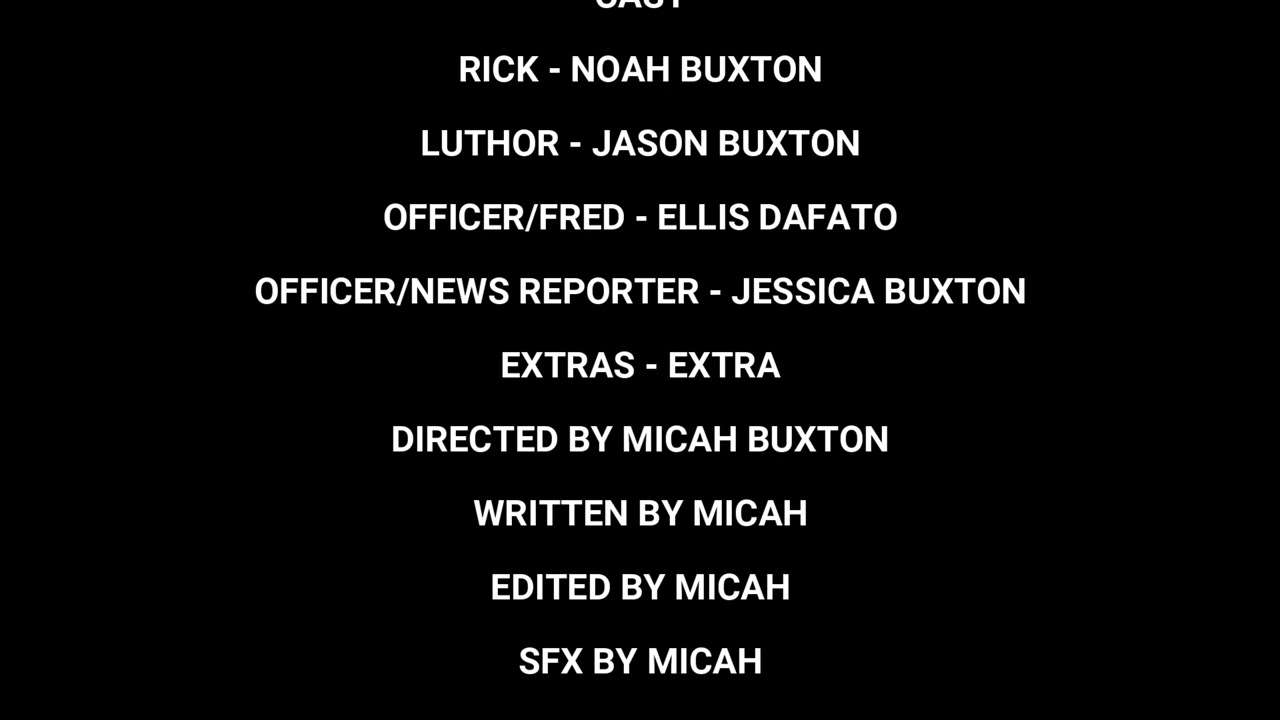 CAST
RICK - NOAH BUXTON
LUTHOR - JASON BUXTON
OFFICER/FRED - ELLIS DAFATO
OFFICER/NEWS REPORTER - JESSICA BUXTON
EXTRAS - EXTRA
DIRECTED BY MICAH BUXTON
WRITTEN BY MICAH
EDITED BY MICAH
SFX BY MICAH